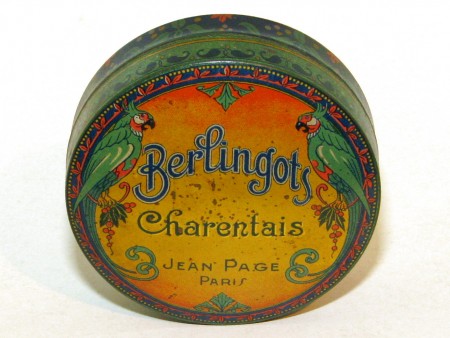 Berlingots
Charentais
JEAN PAGE
PARIS